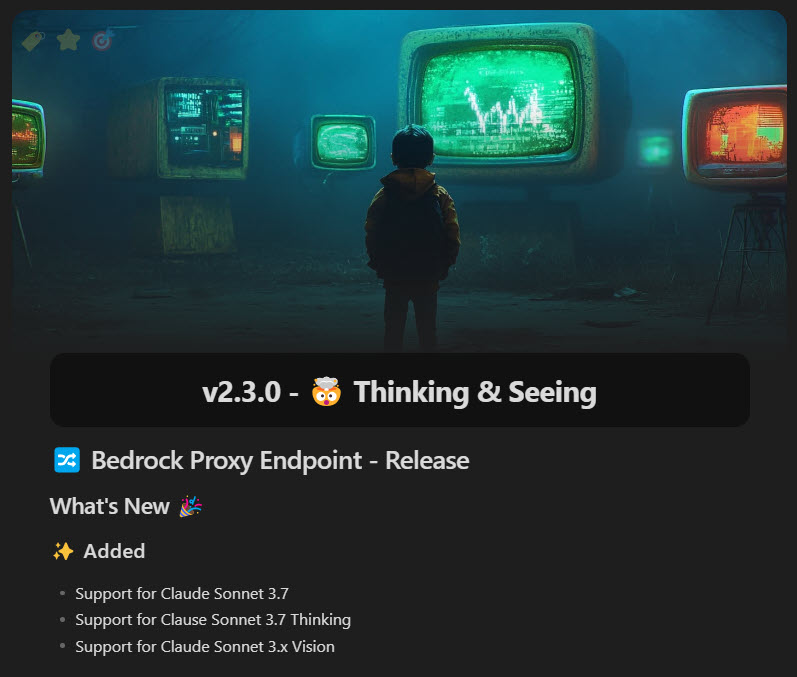 v2.3.0 - 🤯 Thinking & Seeing
🔀 Bedrock Proxy Endpoint - Release
What's New 🎉
✨ Added
• Support for Claude Sonnet 3.7
• Support for Clause Sonnet 3.7 Thinking
• Support for Claude Sonnet 3.x Vision